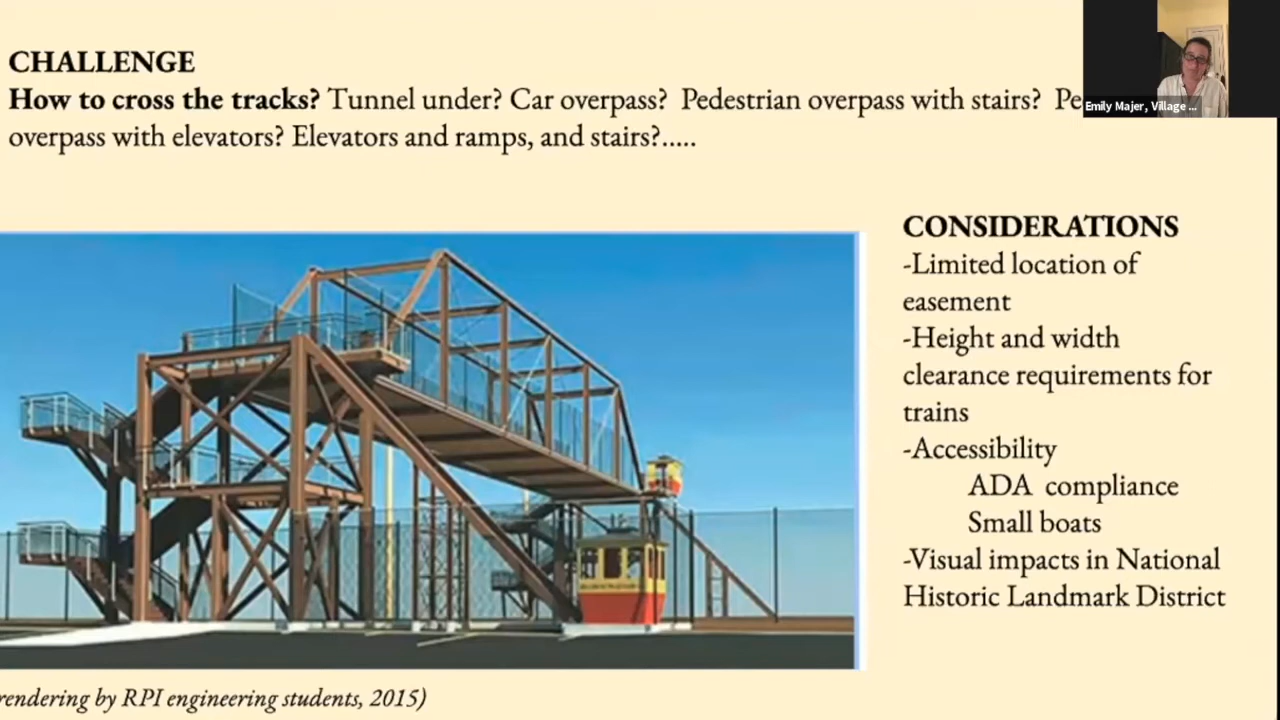 CHALLENGE
How to cross the tracks? Tunnel under? Car overpass? Pedestrian overpass with stairs? Pe
overpass with elevators? Elevators and ramps, and stairs?.....
Emily Majer, Village ...
CONSIDERATIONS
-Limited location of
easement
-Height and width
clearance requirements for
trains
-Accessibility
ADA compliance
Small boats
-Visual impacts in National
Historic Landmark District
rendering by RPI engineering students, 2015)